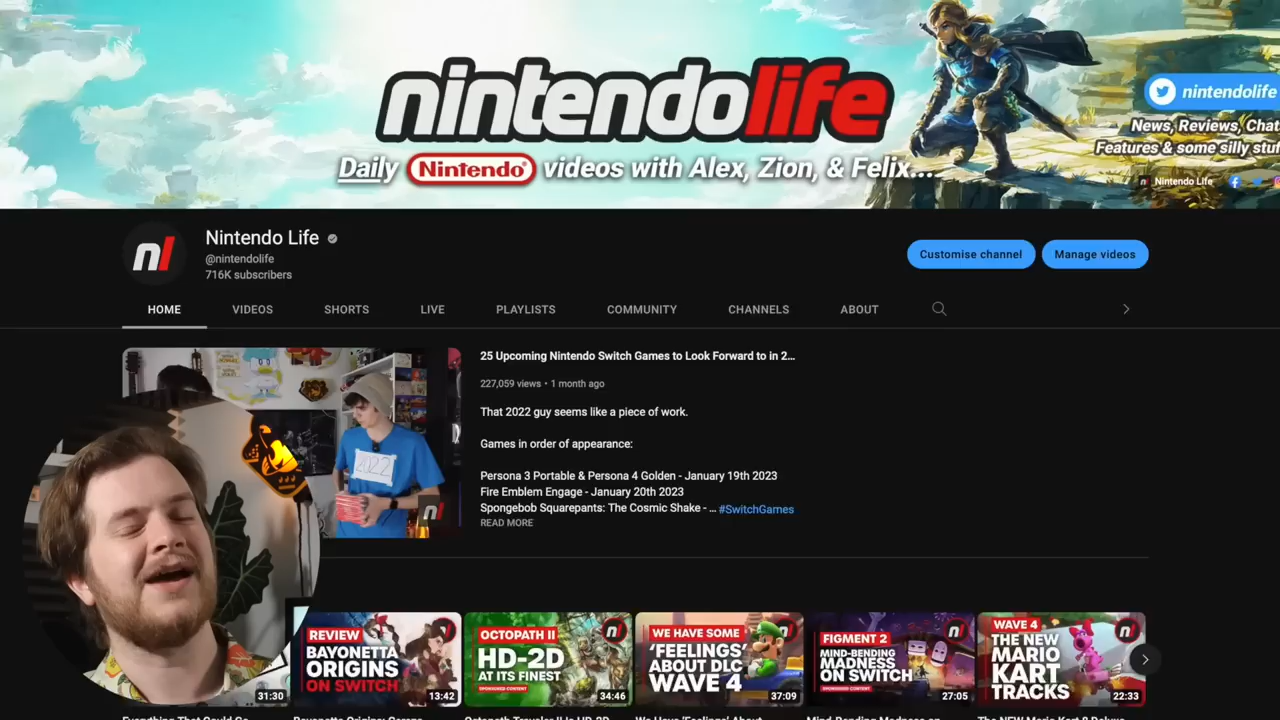 nintendolife
Daily Nintendo videos with Alex, Zion, & Felix...
nintendolife
News, Reviews, Chat
Features & some silly stuf
Nintendo Life
nl
Nintendo Life
@nintendolife
716K subscribers
Customise channel
Manage videos
HOME
VIDEOS
SHORTS
LIVE
PLAYLISTS
COMMUNITY
CHANNELS
ABOUT
2022
nl
25 Upcoming Nintendo Switch Games to Look Forward to in 2...
227,059 views • 1 month ago
That 2022 guy seems like a piece of work.
Games in order of appearance:
Persona 3 Portable & Persona 4 Golden - January 19th 2023
Fire Emblem Engage - January 20th 2023
Spongebob Squarepants: The Cosmic Shake - ... #SwitchGames
READ MORE
31:30
REVIEW
BAYONETTA
ORIGINS
ON SWITCH
13:42
OCTOPATH II
HD-2D
AT ITS FINEST
SPONSORED CONTENT
34:46
WE HAVE SOME
'FEELINGS'
ABOUT DLC
WAVE 4
37:09
FIGMENT 2
MIND-BENDING
MADNESS
ON SWITCH
SPONSORED CONTENT
27:05
WAVE 4
THE NEW
MARIO
KART
TRACKS
22:33